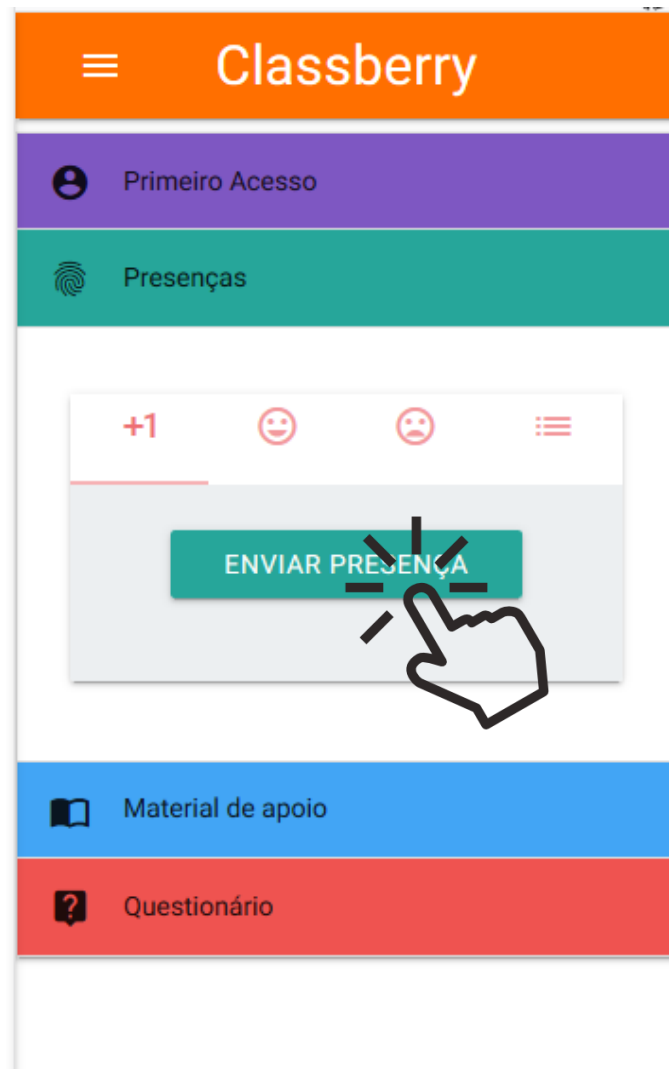 Classberry
Primeiro Acesso
Presenças
+1
ENVIAR PRESENÇA
Material de apoio
Questionário